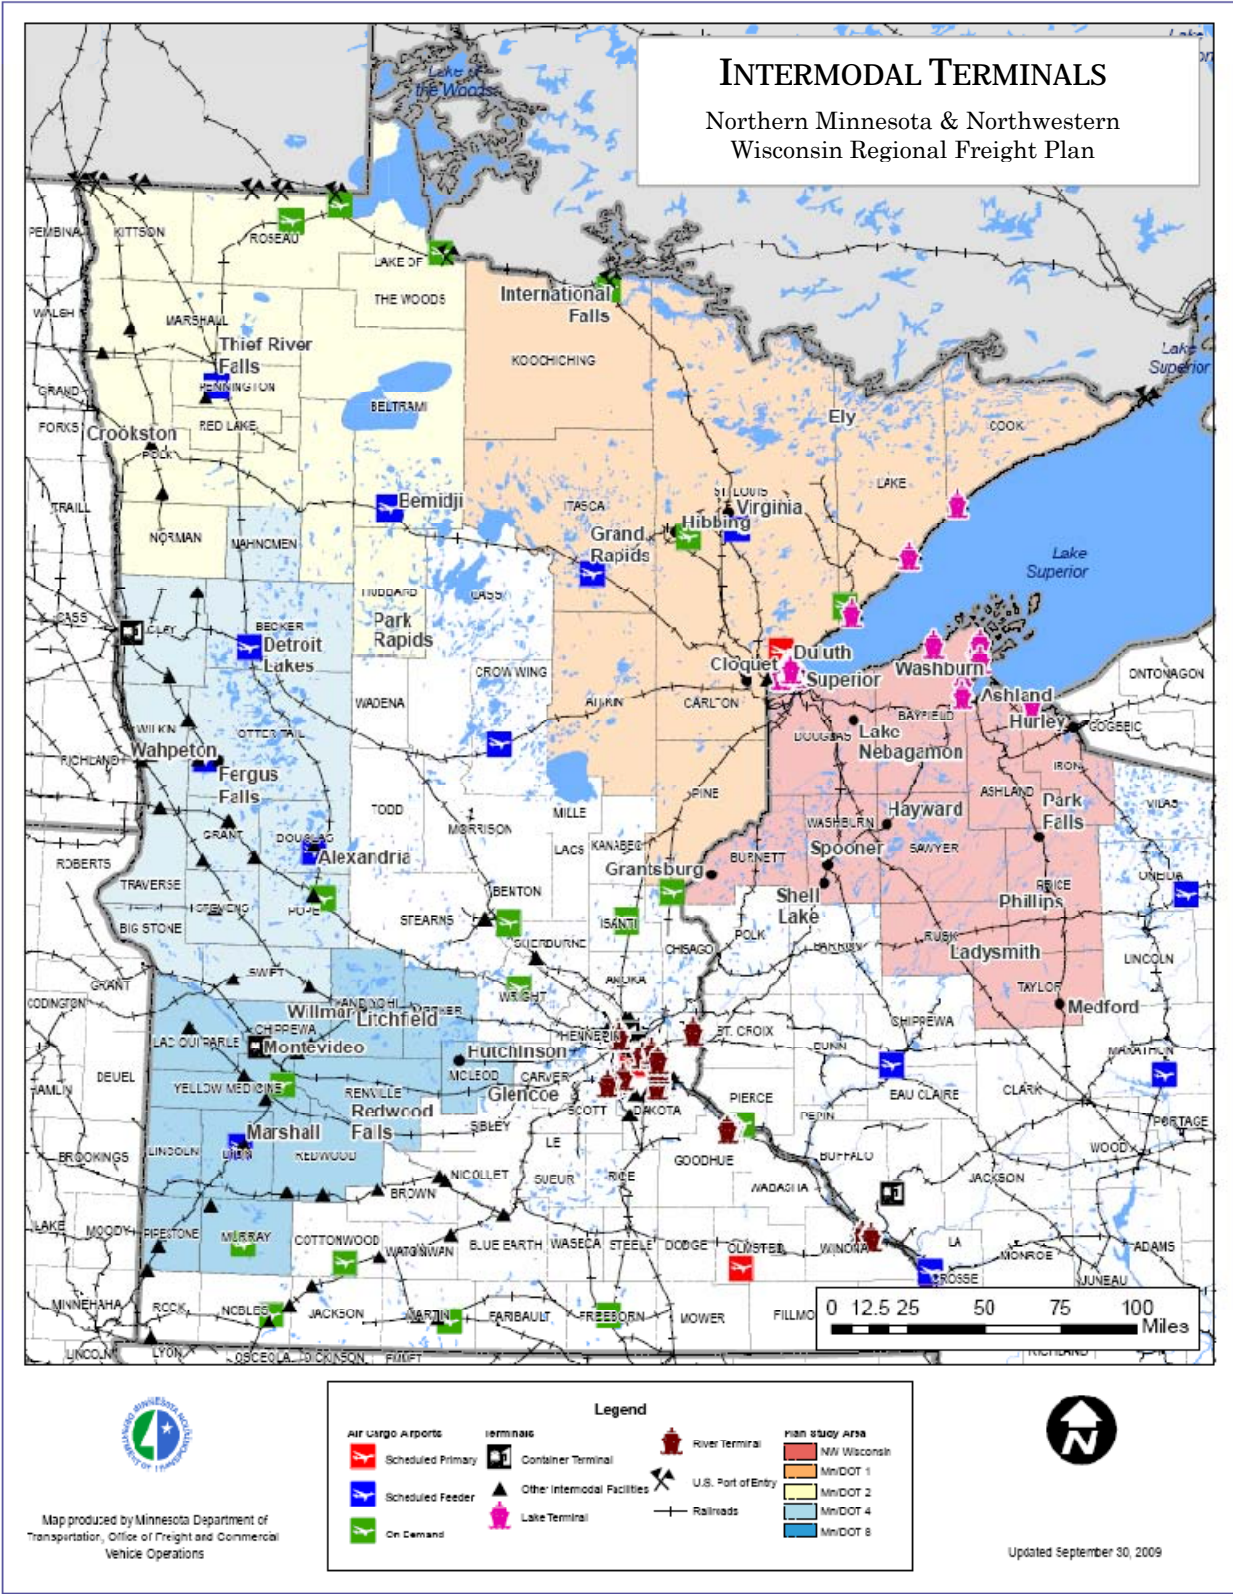 INTERMODAL TERMINALS
Northern Minnesota & Northwestern
Wisconsin Regional Freight Plan
Lake of
the Woods
Lake
PEMBINA
KITTSON
ROSEAU
LAKE OF
THE WOODS
International
Falls
WALSH
MARSHALL
Thief River
Falls
KOOCHICHING
Lake
Superior
GRAND
FORKS
PENNINGTON
RED LAKE
BELTRAMI
Crookston
POLK
Ely
COOK
LAKE
TRAILL
Bemidji
ITASCA
ST. LOUIS
Virginia
Hibbing
Grand
Rapids
NORMAN
MAHNOMEN
Lake
Superior
HUBBARD
CASS
CASS
CLAY
BECKER
Park
Rapids
Detroit
Lakes
Duluth
Cloquet
Superior
Washburn
CROW WING
WADENA
AITKIN
CARLTON
Ashland
Hurley
ONTONAGON
BAYFIELD
GOGEBIC
WILKIN
OTTER TAIL
DOUGLAS
Lake
Nebagamon
RICHLAND
Wahpeton
Fergus
Falls
IRON
ASHLAND
PINE
TODD
MILLE
LACS
MORRISON
KANABEC
Park
Falls
VILAS
Hayward
WASHBURN
SAWYER
GRANT
DOUGLAS
Alexandria
ROBERTS
Spooner
BURNETT
Grantsburg
TRAVERSE
BENTON
ONEIDA
PRICE
Phillips
Shell
Lake
STEVENS
POPE
STEARNS
ISANTI
BIG STONE
SHERBURNE
CHISAGO
POLK
BARRON
RUSK
Ladysmith
LINCOLN
GRANT
SWIFT
ANOKA
WRIGHT
TAYLOR
Medford
CODINGTON
KANDIYOHI
MEEKER
Willmar
Litchfield
CHIPPEWA
HENNEPIN
ST. CROIX
CHIPPEWA
LAC QUI PARLE
Montevideo
Hutchinson
DUNN
MARATHON
DEUEL
HAMLIN
MCLEOD
CARVER
YELLOW MEDICINE
RENVILLE
Glencoe
CLARK
EAU CLAIRE
PIERCE
Redwood
Falls
SCOTT
DAKOTA
PEPIN
PORTAGE
Marshall
SIBLEY
LE
SUEUR
WOOD
BROOKINGS
LINCOLN
LYON
REDWOOD
NICOLLET
RICE
GOODHUE
BUFFALO
JACKSON
BROWN
WABASHA
LAKE
MOODY
PIPESTONE
MURRAY
COTTONWOOD
WATONWAN
BLUE EARTH
WASECA
STEELE
DODGE
OLMSTED
WINONA
LA
CROSSE
MONROE
ADAMS
JUNEAU
MINNEHAHA
ROCK
NOBLES
JACKSON
MARTIN
FARIBAULT
FREEBORN
MOWER
FILLMO
0 12.5 25 50 75 100
Miles
LINCOLN
LYON
OSCEOLA
DICKINSON
EMMET
RICHLAND
MINNESOTA
DEPARTMENT OF TRANSPORTATION
Map produced by Minnesota Department of
Transportation, Office of Freight and Commercial
Vehicle Operations
Legend
Air Cargo Airports
Scheduled Primary
Scheduled Feeder
On Demand
Terminals
Container Terminal
Other Intermodal Facilities
Lake Terminal
River Terminal
U.S. Port of Entry
Railroads
Plan Study Area
NW Wisconsin
Mn/DOT 1
Mn/DOT 2
Mn/DOT 4
Mn/DOT 8
N
Updated September 30, 2009